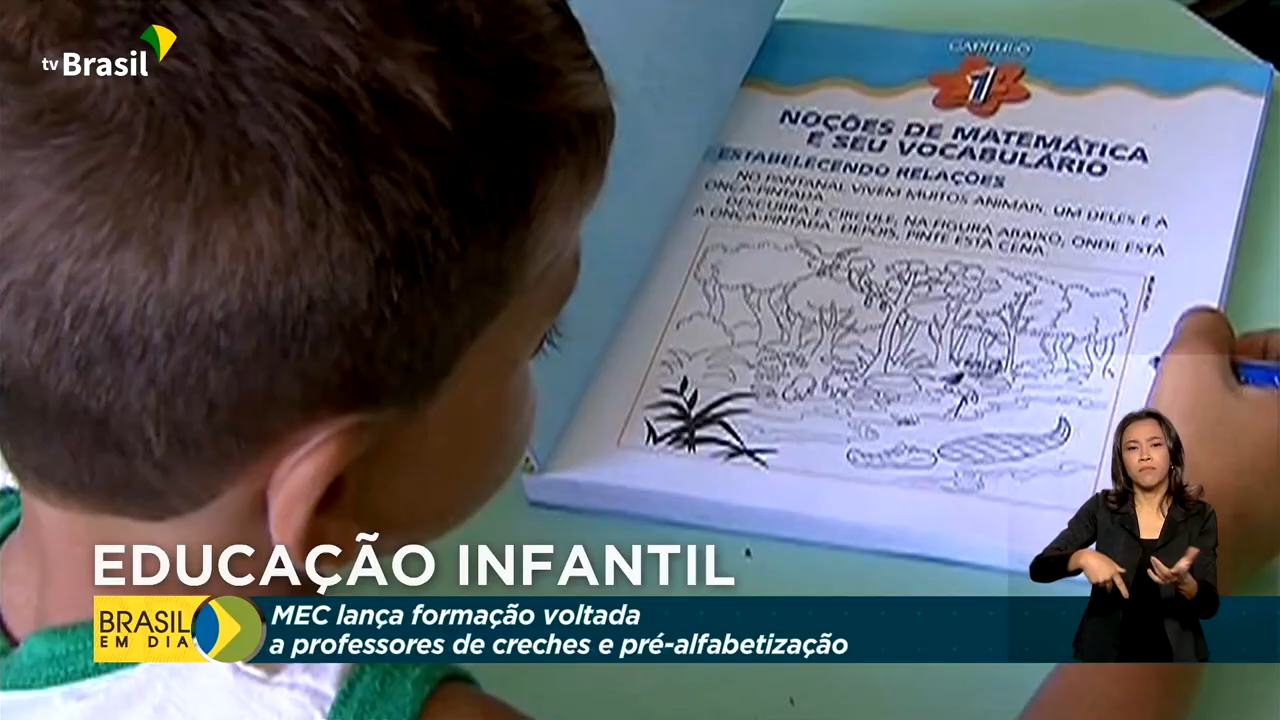 tv Brasil
CAPÍTULO
1
NOÇÕES DE MATEMÁTICA
E SEU VOCABULÁRIO
ESTABELECENDO RELAÇÕES
NO PANTANAL VIVEM MUITOS ANIMAIS. UM DELES É A
ONÇA-PINTADA.
DESCUBRA E CIRCULE, NA FIGURA ABAIXO, ONDE ESTÁ
A ONÇA-PINTADA. DEPOIS, PINTE ESTA CENA.
EDUCAÇÃO INFANTIL
BRASIL
EM DIA
MEC lança formação voltada
a professores de creches e pré-alfabetização